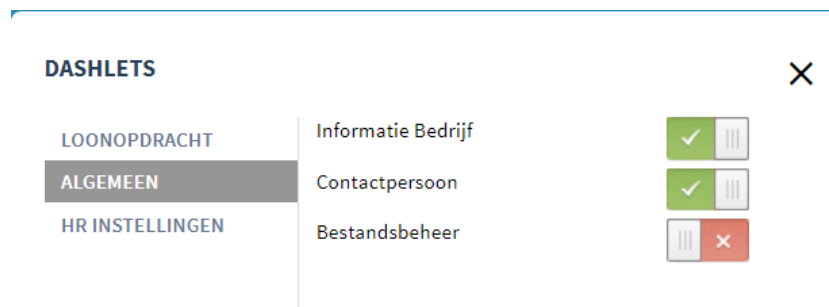 DASHLETS
LOONOPDRACHT
ALGEMEEN
HR INSTELLINGEN
Informatie Bedrijf
Contactpersoon
Bestandsbeheer